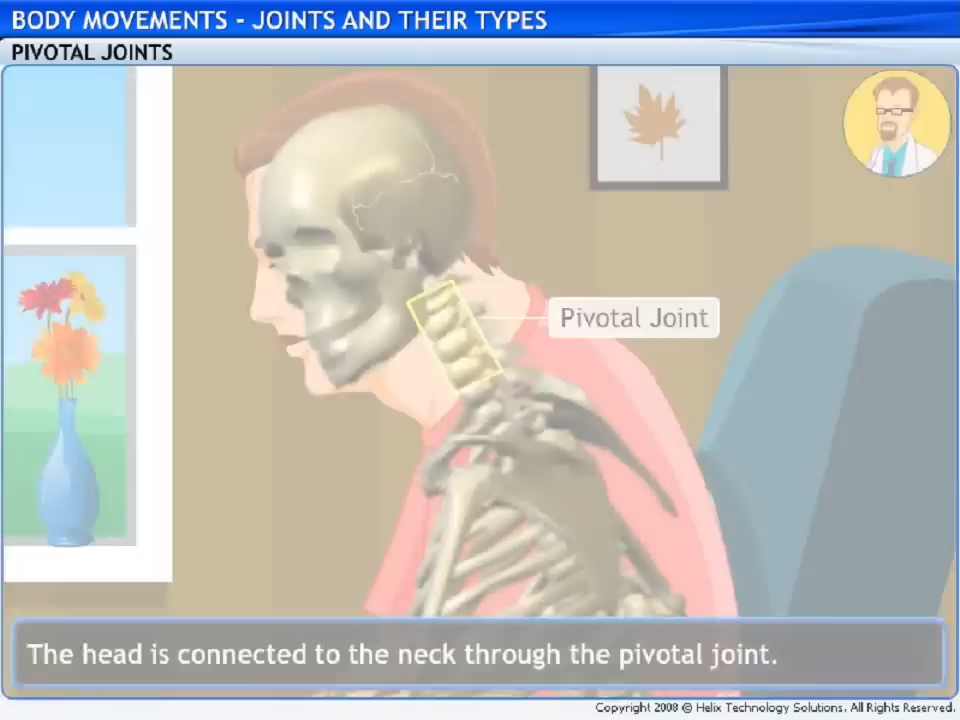 BODY MOVEMENTS - JOINTS AND THEIR TYPES
PIVOTAL JOINTS
Pivotal Joint
The head is connected to the neck through the pivotal joint.
Copyright 2008 @ Helix Technology Solutions. All Rights Reserved.